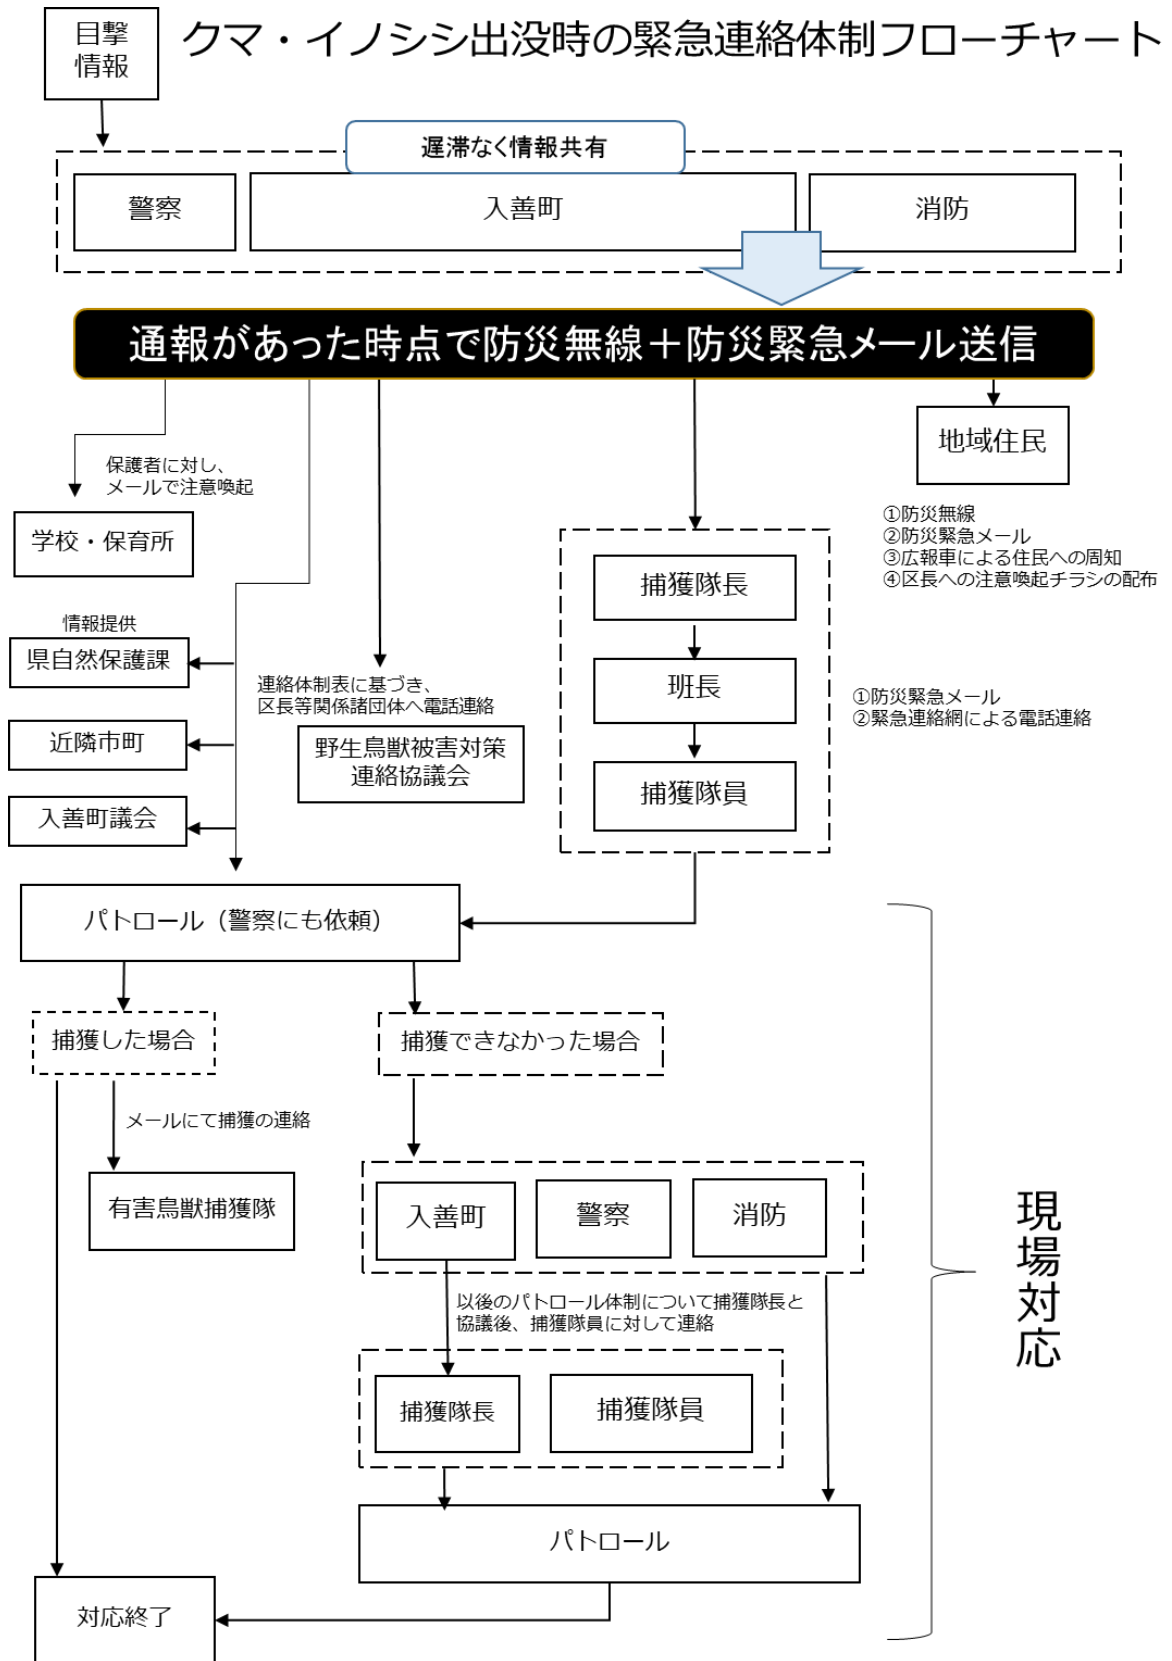 目撃
情報
クマ・イノシシ出没時の緊急連絡体制フローチャート
遅滞なく情報共有
警察
入善町
消防
通報があった時点で防災無線＋防災緊急メール送信
地域住民
保護者に対し、
メールで注意喚起
学校・保育所
①防災無線
②防災緊急メール
③広報車による住民への周知
④区長への注意喚起チラシの配布
捕獲隊長
班長
捕獲隊員
①防災緊急メール
②緊急連絡網による電話連絡
情報提供
県自然保護課
近隣市町
入善町議会
連絡体制表に基づき、
区長等関係諸団体へ電話連絡
野生鳥獣被害対策
連絡協議会
パトロール（警察にも依頼）
捕獲した場合
捕獲できなかった場合
メールにて捕獲の連絡
有害鳥獣捕獲隊
入善町
警察
消防
以後のパトロール体制について捕獲隊長と
協議後、捕獲隊員に対して連絡
捕獲隊長
捕獲隊員
パトロール
対応終了
現場対応